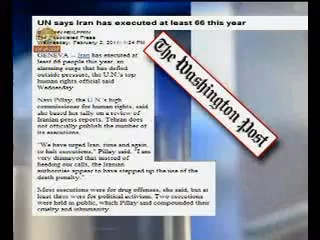 UN says Iran has executed at least 66 this year
The Associated Press
Wednesday, February 2, 2011; 1:24 PM
GENEVA -- Iran has executed at
least 66 people this year, an
alarming surge that has defied
outside pressure, the U.N.'s top
human rights official said
Wednesday.
Navi Pillay, the U.N.'s high
commissioner for human rights, said
she based her tally on a review of
Iranian press reports. Tehran does
not officially publish the number of
its executions.
"We have urged Iran, time and again
to halt executions," Pillay said. "I am
very dismayed that instead of
heeding our calls, the Iranian
authorities appear to have stepped up the use of the
death penalty."
Most executions were for drug offenses, she said, but at
least three were for political activism. Two executions
were held in public, which Pillay said compounded their
cruelty and inhumanity.
The Washington Post